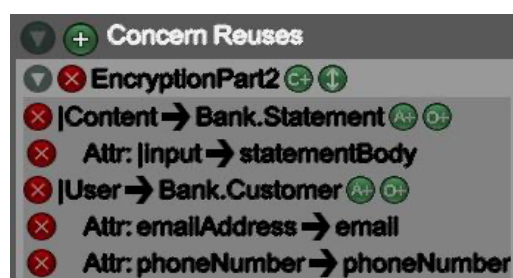 Concern Reuses
EncryptionPart2 C+
|Content → Bank.Statement A+ O+
Attr: |input → statementBody
|User → Bank.Customer A+ O+
Attr: emailAddress → email
Attr: phoneNumber → phoneNumber